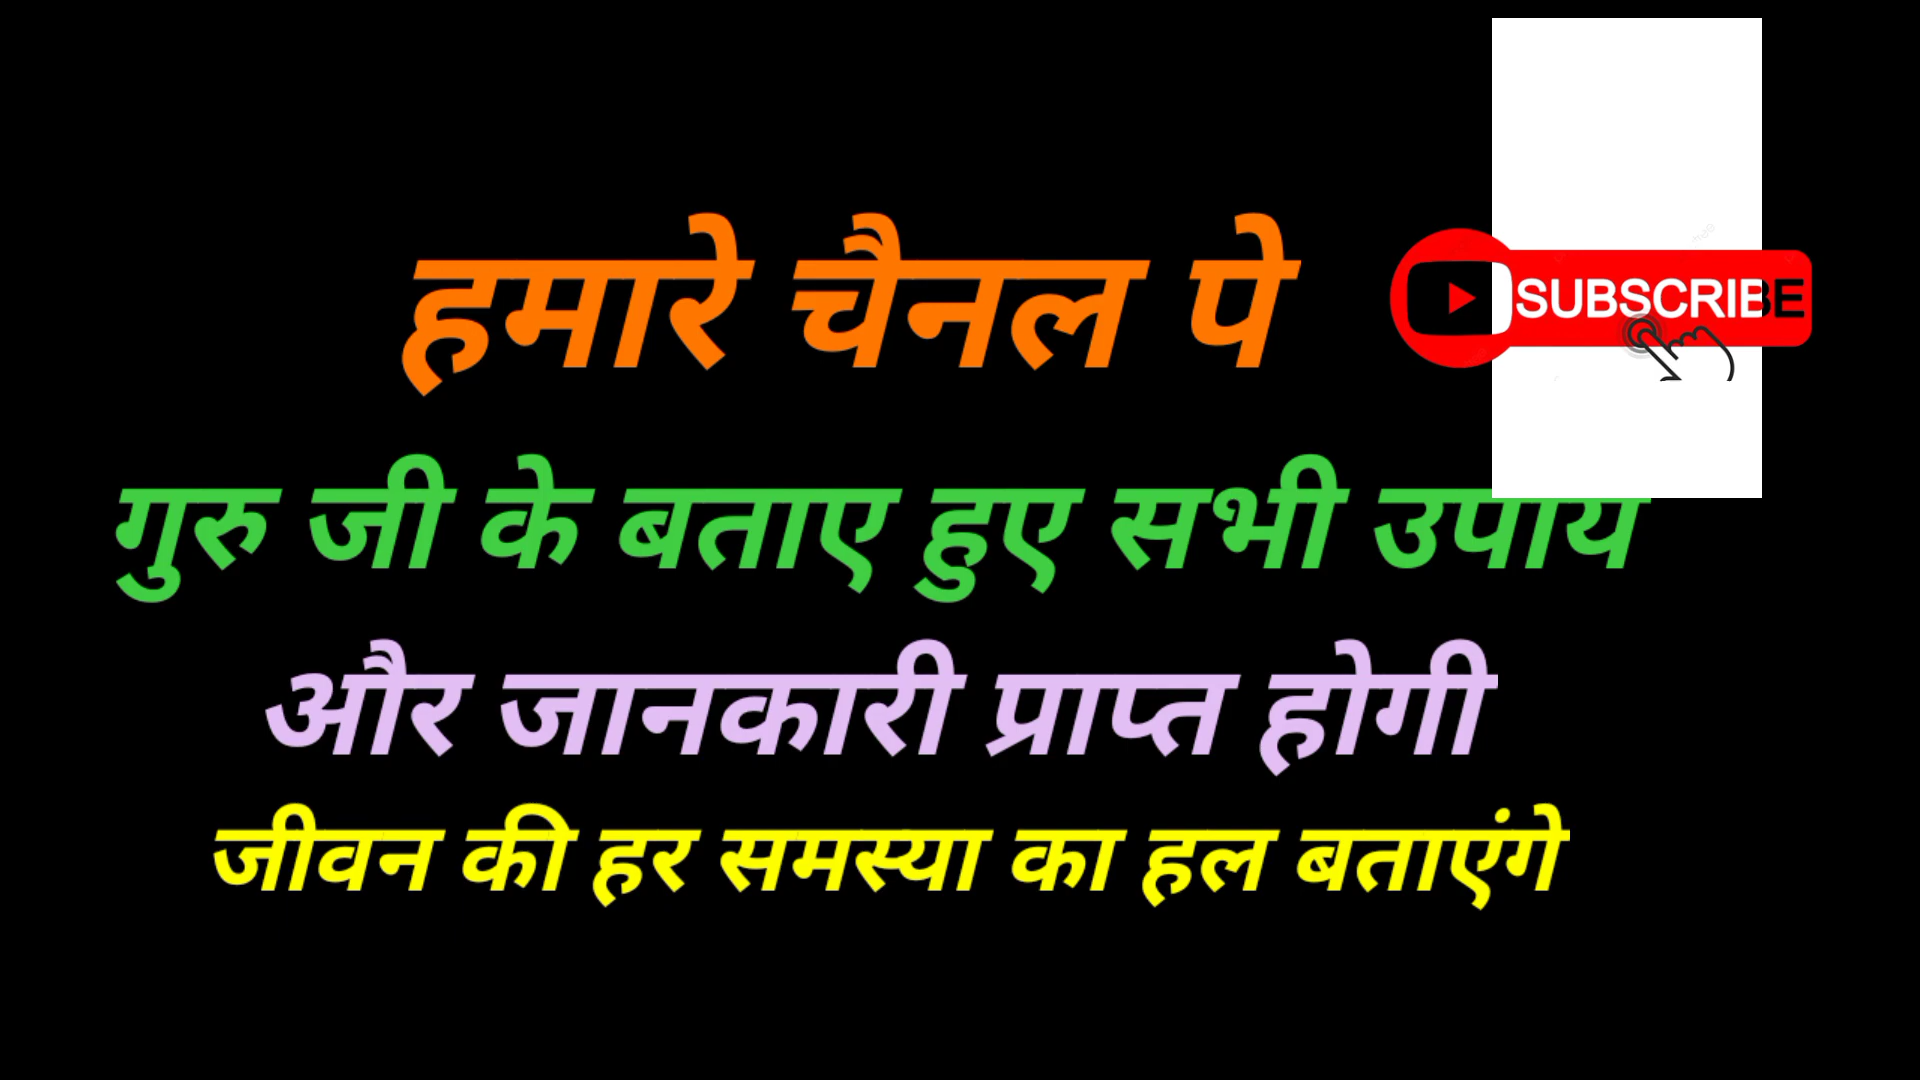 हमारे चैनल पे
SUBSCRIBE
गुरु जी के बताए हुए सभी उपाय
और जानकारी प्राप्त होगी
जीवन की हर समस्या का हल बताएंगे